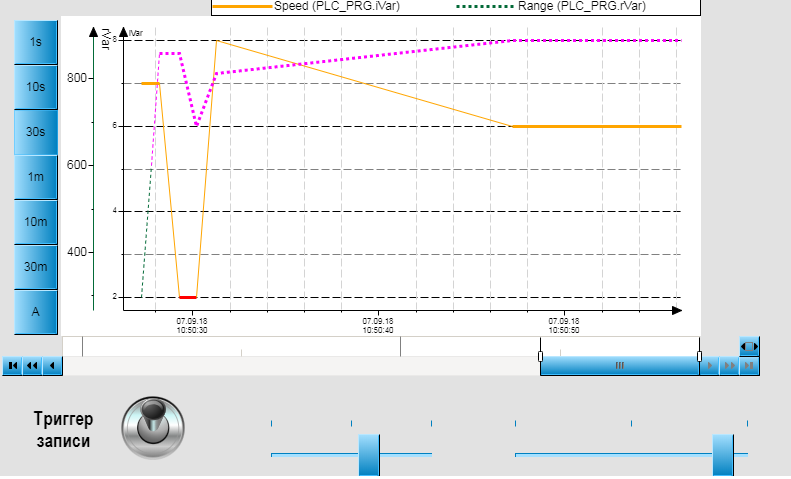 Speed (PLC_PRG.iVar) Range (PLC_PRG.rVar)
1s
10s
30s
1m
10m
30m
A
rVar
800
600
400
iVar
8
6
4
2
07.09.18
10:50:30
07.09.18
10:50:40
07.09.18
10:50:50
Триггер
записи